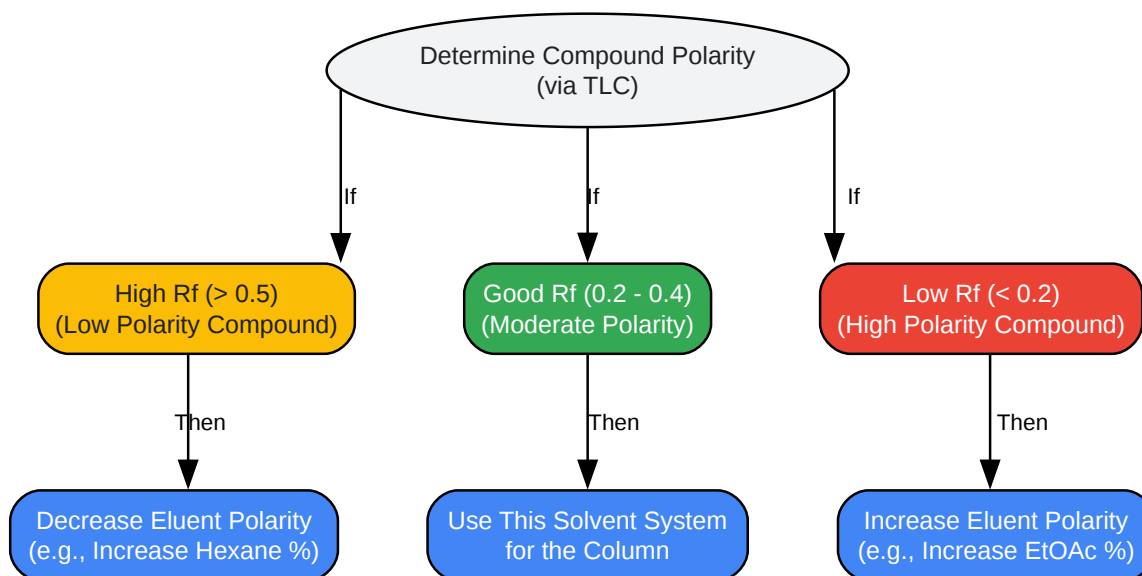 Determine Compound Polarity
(via TLC)
If
If
If
High Rf (> 0.5)
(Low Polarity Compound)
Good Rf (0.2 - 0.4)
(Moderate Polarity)
Low Rf (< 0.2)
(High Polarity Compound)
Then
Then
Then
Decrease Eluent Polarity
(e.g., Increase Hexane %)
Use This Solvent System
for the Column
Increase Eluent Polarity
(e.g., Increase EtOAc %)